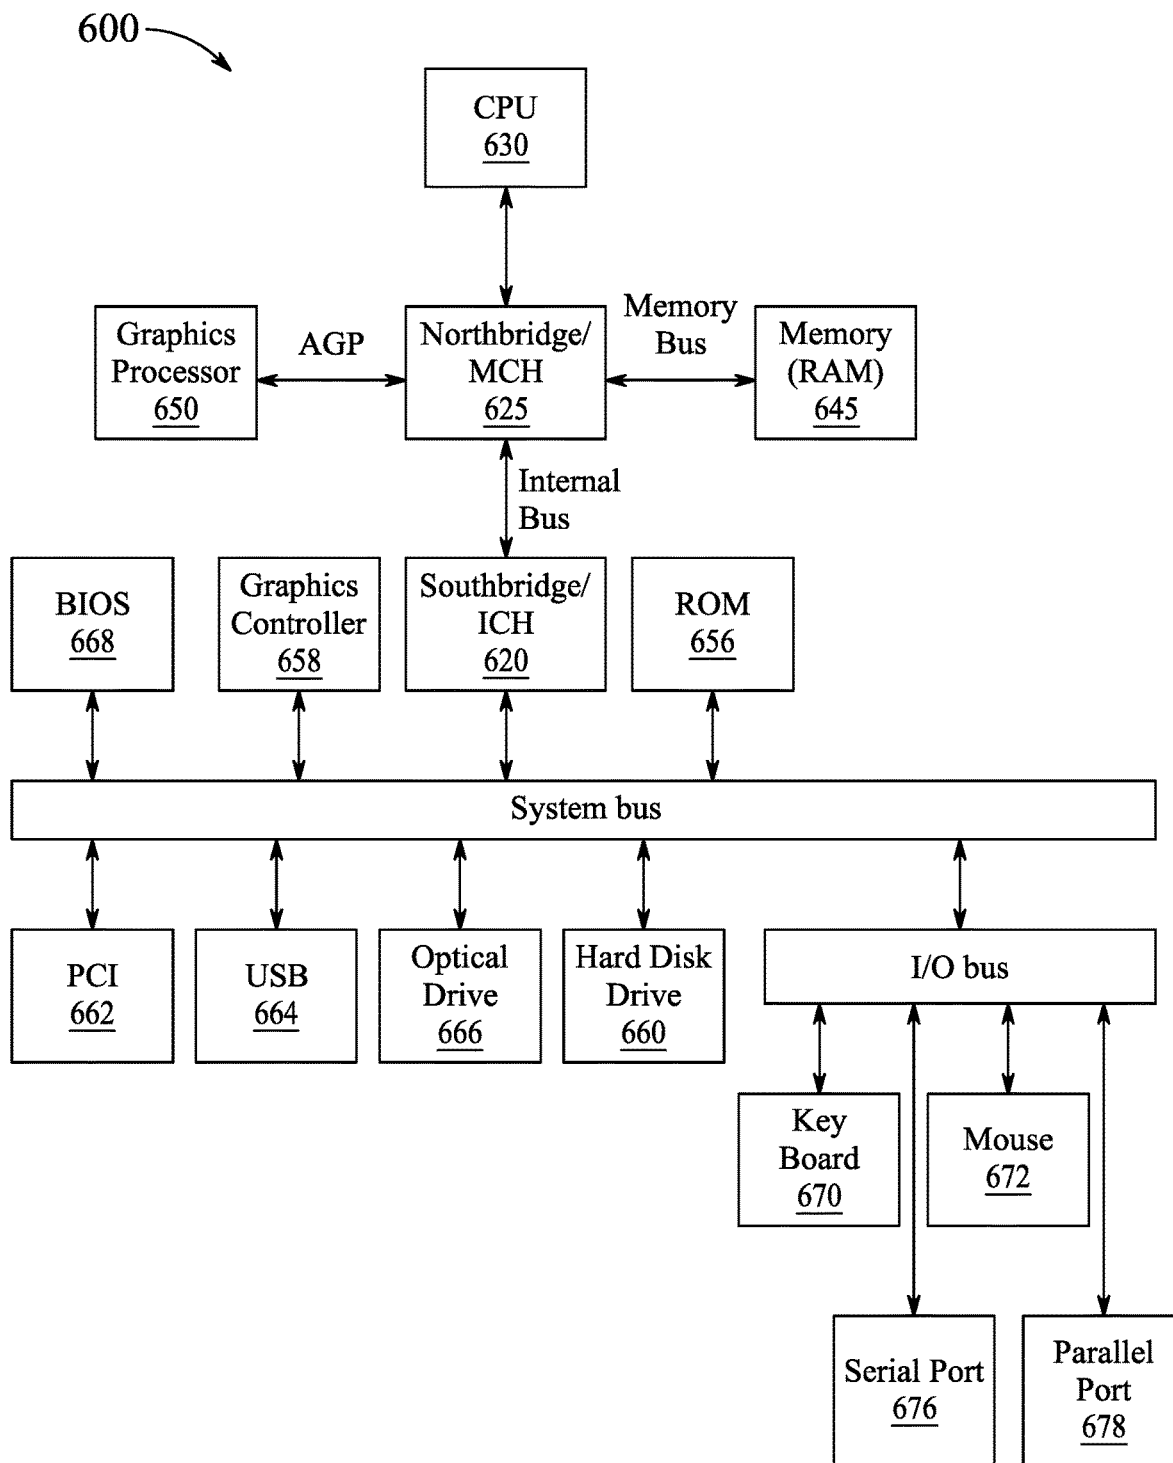 600
CPU
630
Graphics
Processor
650
AGP
Northbridge/
MCH
625
Memory
Bus
Memory
(RAM)
645
Internal
Bus
BIOS
668
Graphics
Controller
658
Southbridge/
ICH
620
ROM
656
System bus
PCI
662
USB
664
Optical
Drive
666
Hard Disk
Drive
660
I/O bus
Key
Board
670
Mouse
672
Serial Port
676
Parallel
Port
678